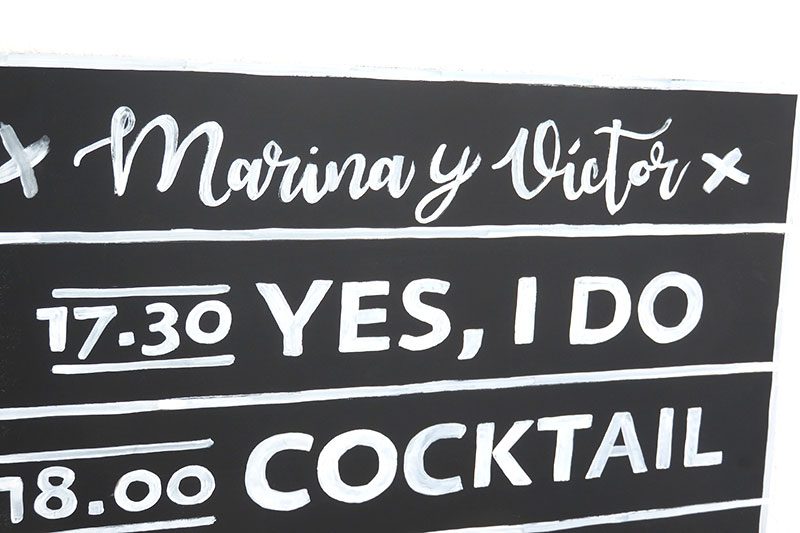 x Marina y Víctor x
17.30 YES, I DO
18.00 COCKTAIL